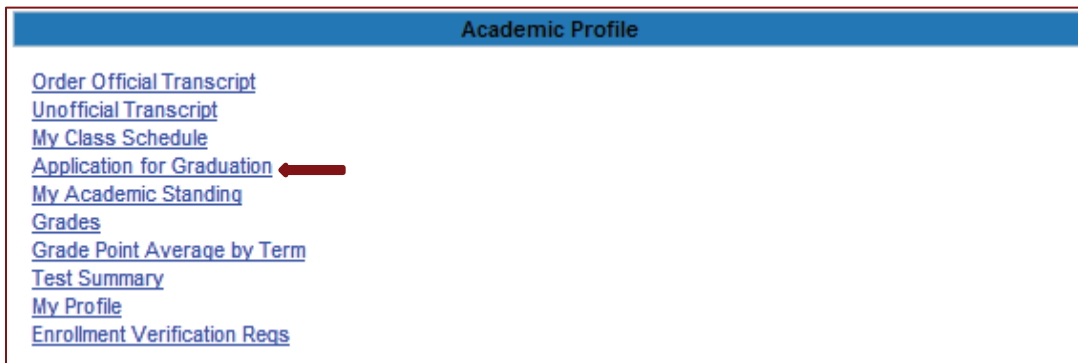 Academic Profile
Order Official Transcript
Unofficial Transcript
My Class Schedule
Application for Graduation
My Academic Standing
Grades
Grade Point Average by Term
Test Summary
My Profile
Enrollment Verification Reqs